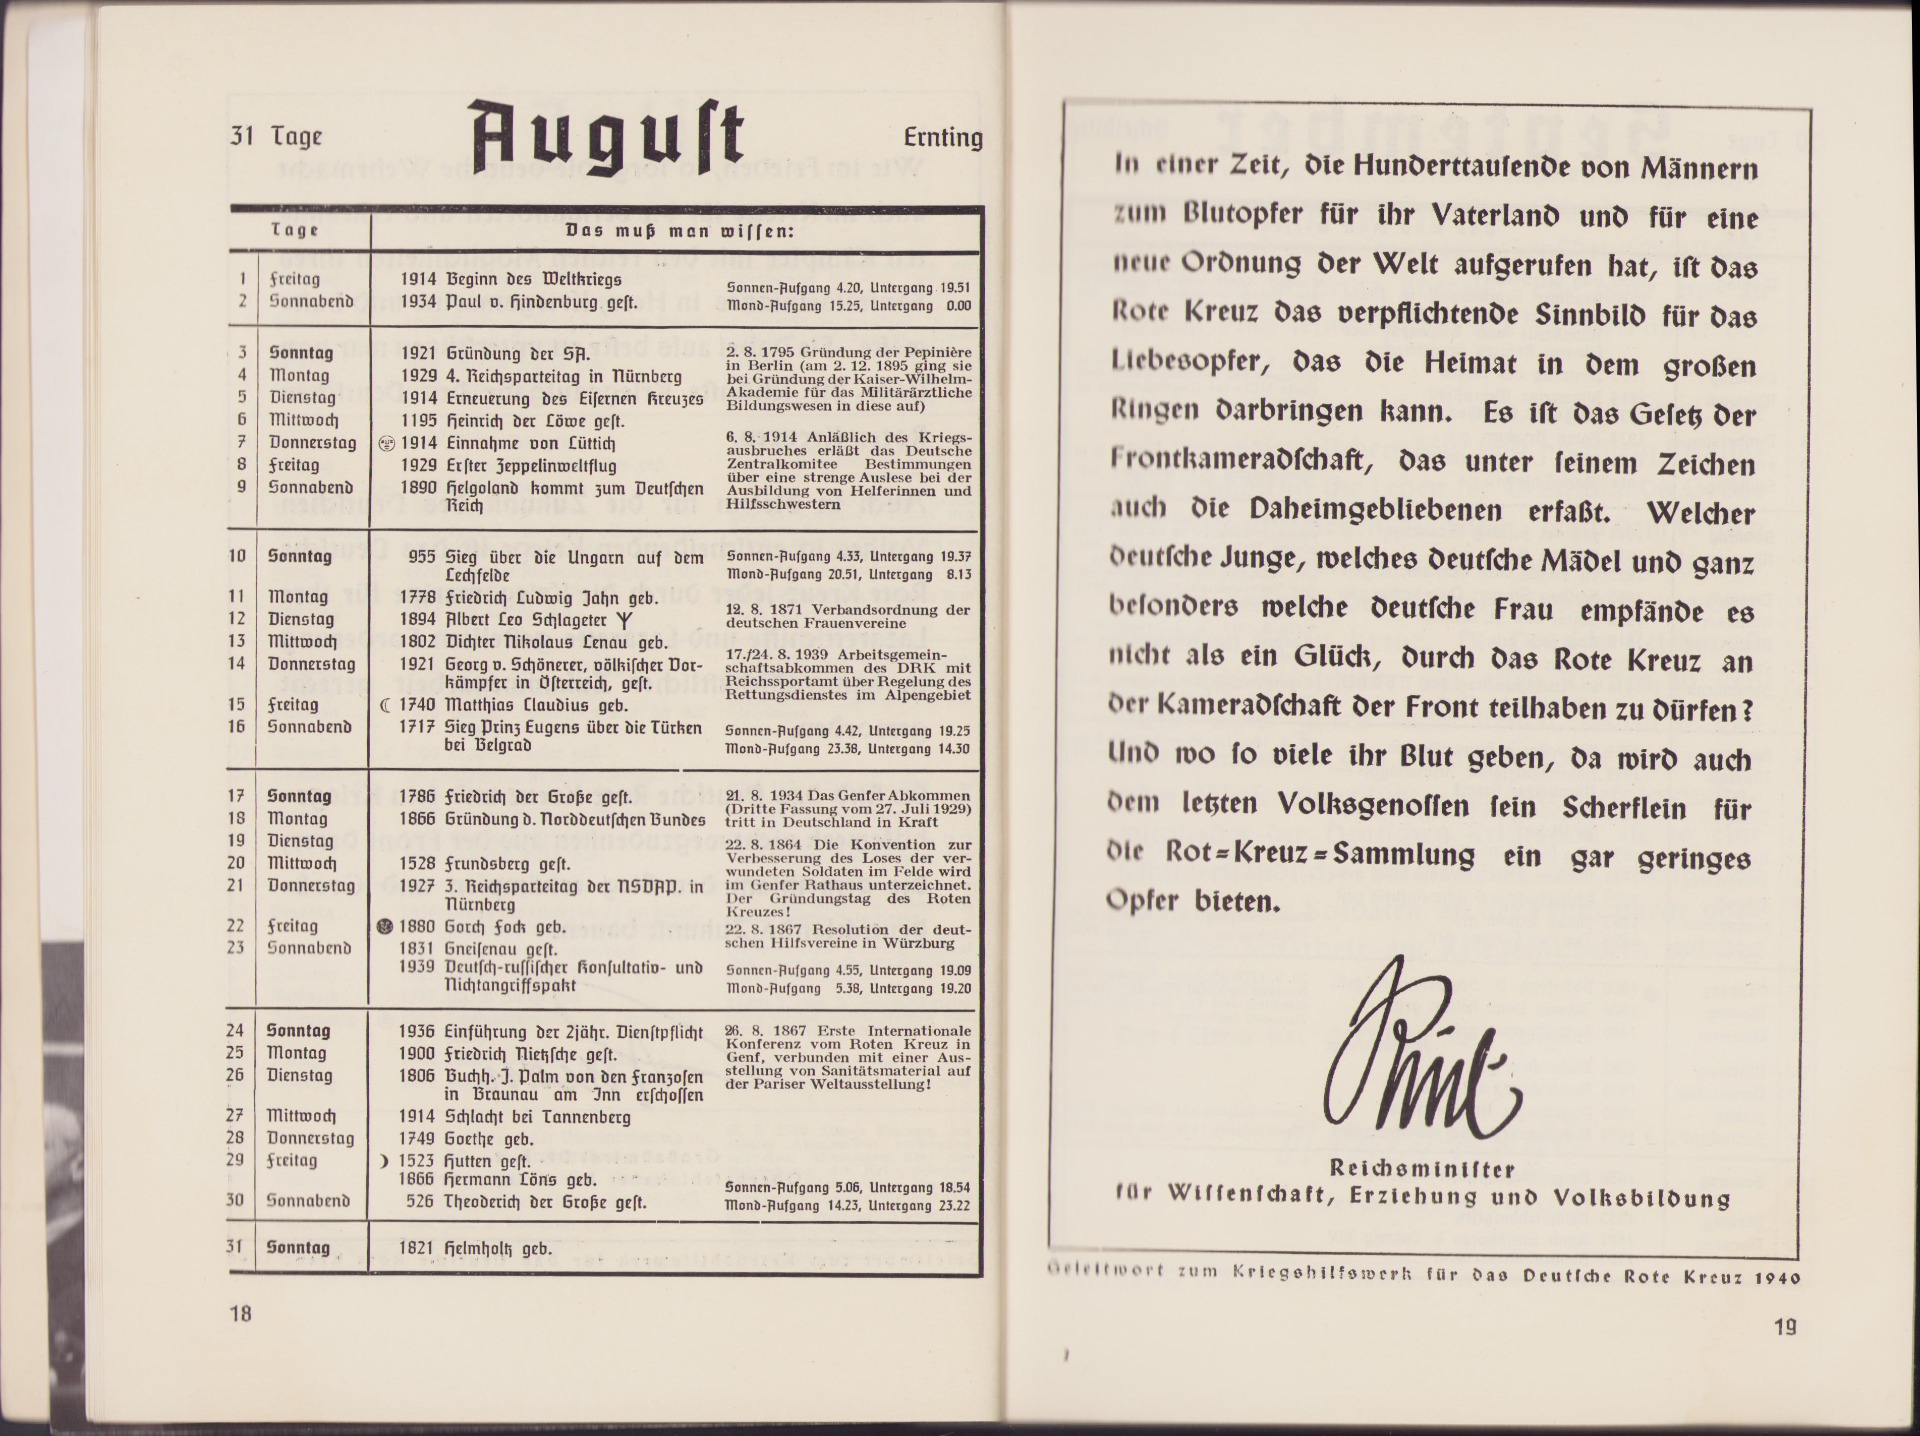 31 Tage
August
Ernting
Tage
Das muß man wissen:
1 Freitag 1914 Beginn des Weltkriegs
2 Sonnabend 1934 Paul v. Hindenburg gest.
Sonnen-Aufgang 4.20, Untergang 19.51
Mond-Aufgang 15.25, Untergang 0.00
3 Sonntag 1921 Gründung der SA.
4 Montag 1929 4. Reichsparteitag in Nürnberg
5 Dienstag 1914 Erneuerung des Eisernen Kreuzes
6 Mittwoch 1195 Heinrich der Löwe gest.
7 Donnerstag 1914 Einnahme von Lüttich
8 Freitag 1929 Erster Zeppelinweltflug
9 Sonnabend 1890 Helgoland kommt zum Deutschen
Reich
2. 8. 1795 Gründung der Pepinière
in Berlin (am 2. 12. 1895 ging sie
bei Gründung der Kaiser-Wilhelm-
Akademie für das Militärärztliche
Bildungswesen in diese auf)
6. 8. 1914 Anläßlich des Kriegs-
ausbruches erläßt das Deutsche
Zentralkomitee Bestimmungen
über eine strenge Auslese bei der
Ausbildung von Helferinnen und
Hilfsschwestern
10 Sonntag 955 Sieg über die Ungarn auf dem
Lechfelde
11 Montag 1778 Friedrich Ludwig Jahn geb.
12 Dienstag 1894 Albert Leo Schlageter ᛉ
13 Mittwoch 1802 Dichter Nikolaus Lenau geb.
14 Donnerstag 1921 Georg v. Schönerer, völkischer Vor-
kämpfer in Österreich, gest.
15 Freitag ☾ 1740 Matthias Claudius geb.
16 Sonnabend 1717 Sieg Prinz Eugens über die Türken
bei Belgrad
Sonnen-Aufgang 4.33, Untergang 19.37
Mond-Aufgang 20.51, Untergang 8.13
12. 8. 1871 Verbandsordnung der
deutschen Frauenvereine
17./24. 8. 1939 Arbeitsgemein-
schaftsabkommen des DRK mit
Reichssportamt über Regelung des
Rettungsdienstes im Alpengebiet
Sonnen-Aufgang 4.42, Untergang 19.25
Mond-Aufgang 23.38, Untergang 14.30
17 Sonntag 1786 Friedrich der Große gest.
18 Montag 1866 Gründung d. Norddeutschen Bundes
19 Dienstag
20 Mittwoch 1528 Frundsberg gest.
21 Donnerstag 1927 3. Reichsparteitag der NSDAP. in
Nürnberg
22 Freitag 1880 Gorch Fock geb.
23 Sonnabend 1831 Gneisenau gest.
1939 Deutsch-russischer Konsultativ- und
Nichtangriffspakt
21. 8. 1934 Das Genfer Abkommen
(Dritte Fassung vom 27. Juli 1929)
tritt in Deutschland in Kraft
22. 8. 1864 Die Konvention zur
Verbesserung des Loses der ver-
wundeten Soldaten im Felde wird
im Genfer Rathaus unterzeichnet.
Der Gründungstag des Roten
Kreuzes!
22. 8. 1867 Resolution der deut-
schen Hilfsvereine in Würzburg
Sonnen-Aufgang 4.55, Untergang 19.09
Mond-Aufgang 5.38, Untergang 19.20
24 Sonntag 1936 Einführung der 2jähr. Dienstpflicht
25 Montag 1900 Friedrich Nietzsche gest.
26 Dienstag 1806 Buchh. J. Palm von den Franzosen
in Braunau am Inn erschossen
27 Mittwoch 1914 Schlacht bei Tannenberg
28 Donnerstag 1749 Goethe geb.
29 Freitag ☽ 1523 Hutten gest.
1866 Hermann Löns geb.
30 Sonnabend 526 Theoderich der Große gest.
26. 8. 1867 Erste Internationale
Konferenz vom Roten Kreuz in
Genf, verbunden mit einer Aus-
stellung von Sanitätsmaterial auf
der Pariser Weltausstellung!
Sonnen-Aufgang 5.06, Untergang 18.54
Mond-Aufgang 14.23, Untergang 23.22
31 Sonntag 1821 Helmholtz geb.
18
In einer Zeit, die Hunderttausende von Männern
zum Blutopfer für ihr Vaterland und für eine
neue Ordnung der Welt aufgerufen hat, ist das
Rote Kreuz das verpflichtende Sinnbild für das
Liebesopfer, das die Heimat in dem großen
Ringen darbringen kann. Es ist das Gesetz der
Frontkameradschaft, das unter seinem Zeichen
auch die Daheimgebliebenen erfaßt. Welcher
deutsche Junge, welches deutsche Mädel und ganz
besonders welche deutsche Frau empfände es
nicht als ein Glück, durch das Rote Kreuz an
der Kameradschaft der Front teilhaben zu dürfen?
Und wo so viele ihr Blut geben, da wird auch
dem letzten Volksgenossen sein Scherflein für
die Rot=Kreuz=Sammlung ein gar geringes
Opfer bieten.
Rust
Reichsminister
für Wissenschaft, Erziehung und Volksbildung
Geleitwort zum Kriegshilfswerk für das Deutsche Rote Kreuz 1940
19